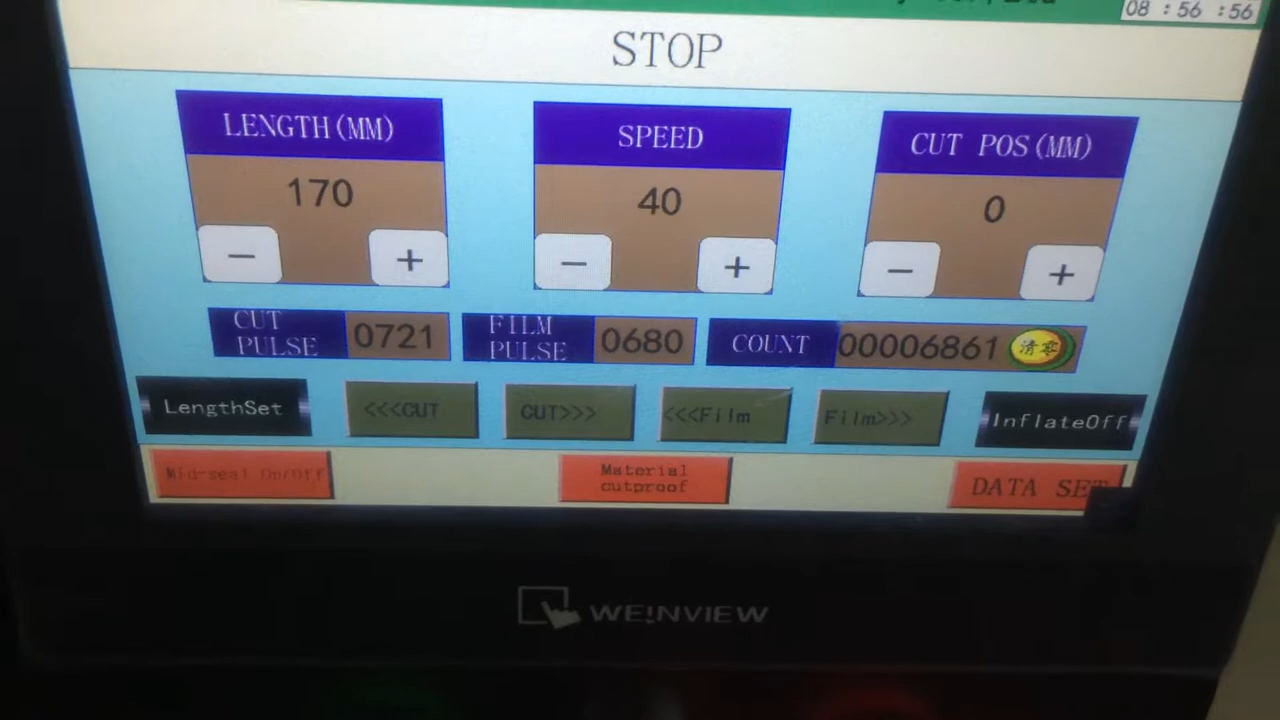 08 : 56 : 56
STOP
LENGTH(MM)
SPEED
CUT POS(MM)
170
40
0
− +
− +
− +
CUT PULSE
0721
FILM PULSE
0680
COUNT
00006861
清零
LengthSet
<<<CUT
CUT>>>
<<<Film
Film>>>
InflateOff
Mid-seal On/Off
Material
cutproof
DATA SET
WEINVIEW